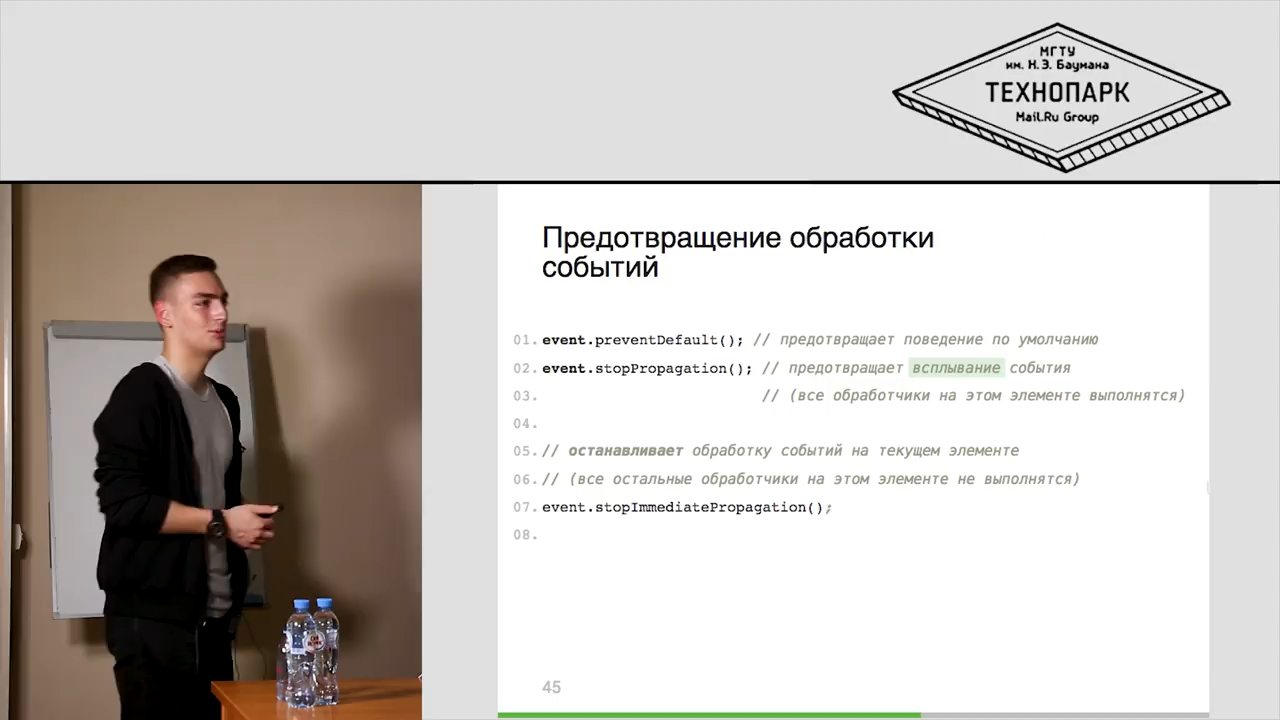 МГТУ
им. Н.Э. Баумана
ТЕХНОПАРК
Mail.Ru Group
Предотвращение обработки
событий
01. event.preventDefault(); // предотвращает поведение по умолчанию
02. event.stopPropagation(); // предотвращает всплывание события
03. // (все обработчики на этом элементе выполнятся)
04.
05. // останавливает обработку событий на текущем элементе
06. // (все остальные обработчики на этом элементе не выполнятся)
07. event.stopImmediatePropagation();
08.
45